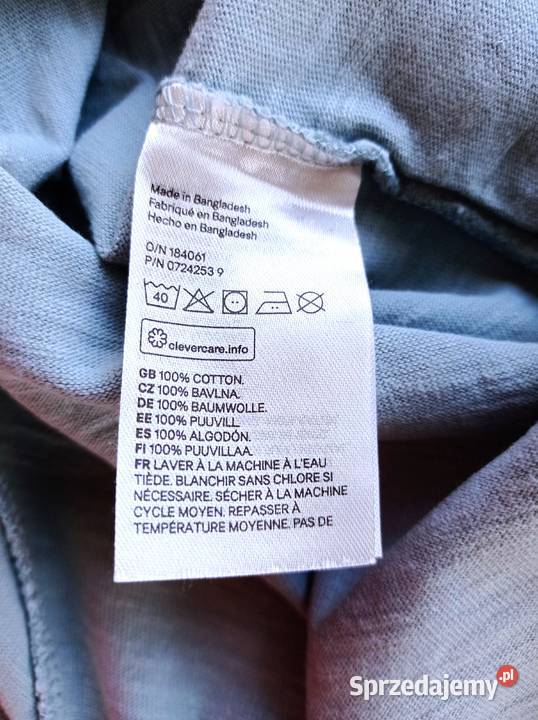 Made in Bangladesh
Fabriqué en Bangladesh
Hecho en Bangladesh
O/N 184061
P/N 0724253 9
40
clevercare.info
GB 100% COTTON.
CZ 100% BAVLNA.
DE 100% BAUMWOLLE.
EE 100% PUUVILL.
ES 100% ALGODÓN.
FI 100% PUUVILLAA.
FR LAVER À LA MACHINE À L'EAU
TIÈDE. BLANCHIR SANS CHLORE SI
NÉCESSAIRE. SÉCHER À LA MACHINE
CYCLE MOYEN. REPASSER À
TEMPÉRATURE MOYENNE. PAS DE
Sprzedajemy.pl